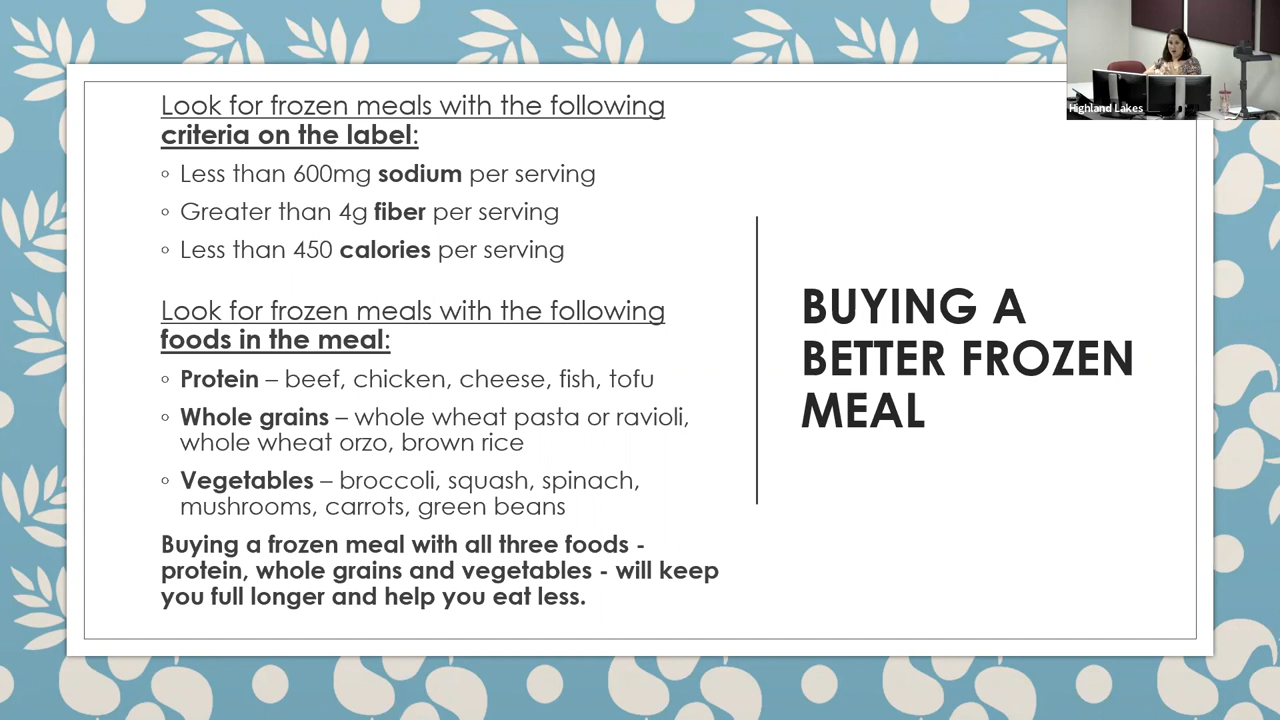 Look for frozen meals with the following
criteria on the label:
◦ Less than 600mg sodium per serving
◦ Greater than 4g fiber per serving
◦ Less than 450 calories per serving
Look for frozen meals with the following
foods in the meal:
◦ Protein – beef, chicken, cheese, fish, tofu
◦ Whole grains – whole wheat pasta or ravioli,
whole wheat orzo, brown rice
◦ Vegetables – broccoli, squash, spinach,
mushrooms, carrots, green beans
Buying a frozen meal with all three foods -
protein, whole grains and vegetables - will keep
you full longer and help you eat less.
BUYING A
BETTER FROZEN
MEAL
Highland Lakes